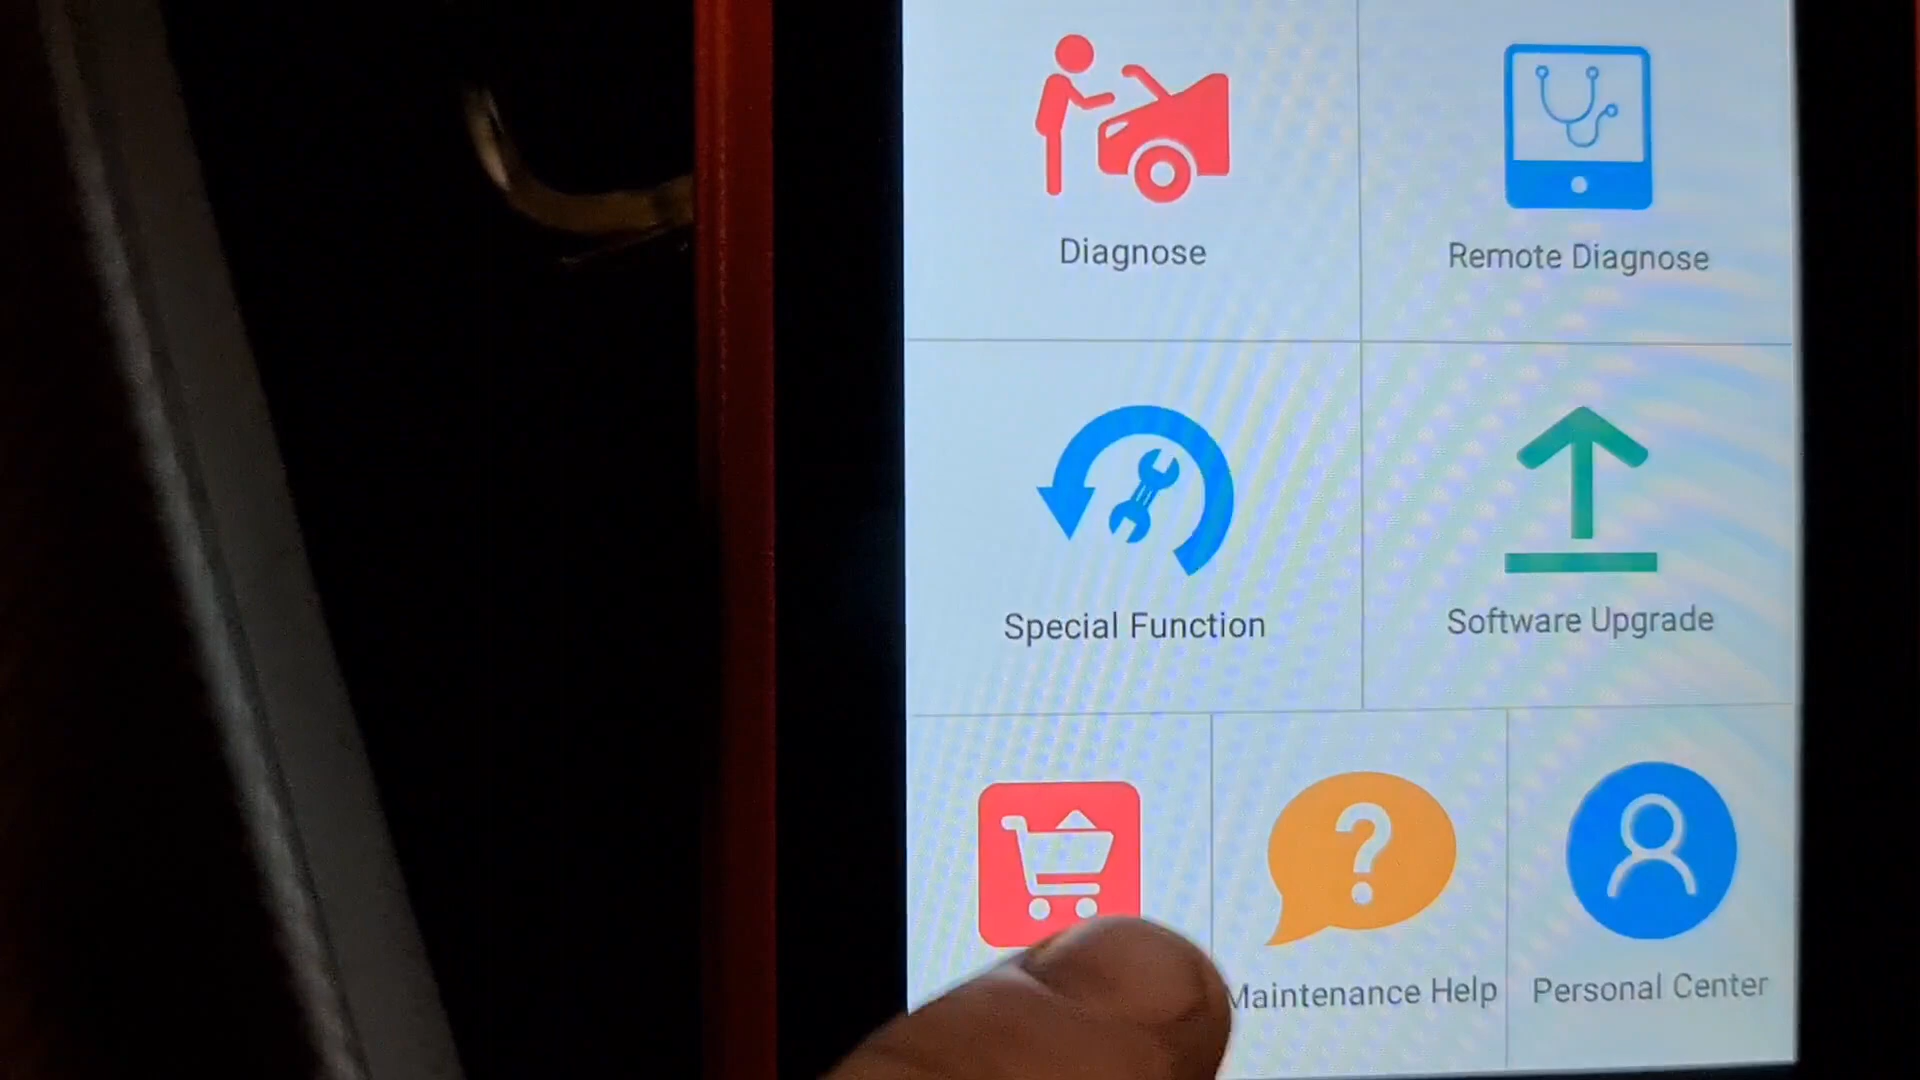 Diagnose
Remote Diagnose
Special Function
Software Upgrade
Maintenance Help
Personal Center